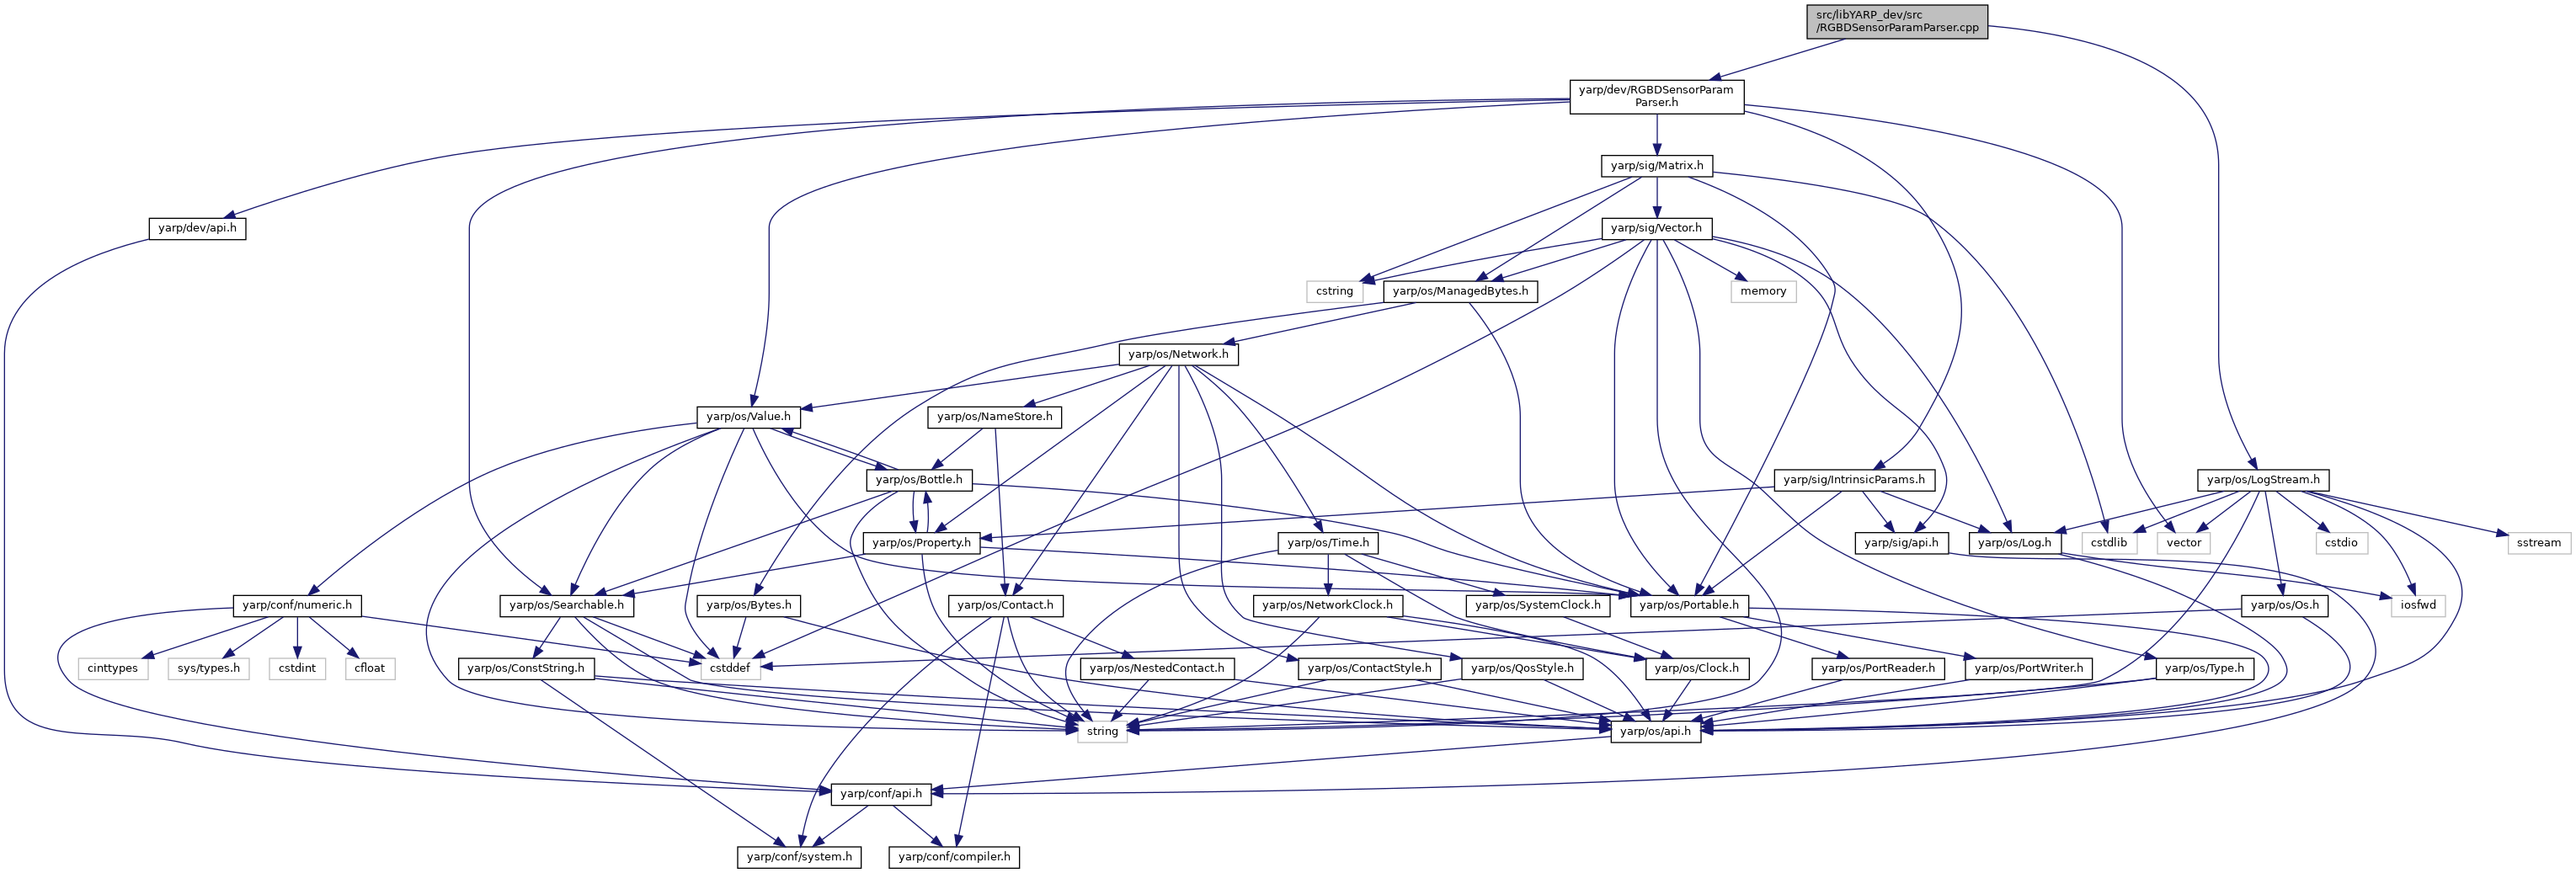 src/libYARP_dev/src
/RGBDSensorParamParser.cpp
yarp/dev/RGBDSensorParam
Parser.h
yarp/sig/Matrix.h
yarp/dev/api.h
yarp/sig/Vector.h
cstring
yarp/os/ManagedBytes.h
memory
yarp/os/Network.h
yarp/os/Value.h
yarp/os/NameStore.h
yarp/os/Bottle.h
yarp/sig/IntrinsicParams.h
yarp/os/LogStream.h
yarp/os/Property.h
yarp/os/Time.h
yarp/sig/api.h
yarp/os/Log.h
cstdlib
vector
cstdio
sstream
yarp/conf/numeric.h
yarp/os/Searchable.h
yarp/os/Bytes.h
yarp/os/Contact.h
yarp/os/NetworkClock.h
yarp/os/SystemClock.h
yarp/os/Portable.h
yarp/os/Os.h
iosfwd
cinttypes
sys/types.h
cstdint
cfloat
yarp/os/ConstString.h
cstddef
yarp/os/NestedContact.h
yarp/os/ContactStyle.h
yarp/os/QosStyle.h
yarp/os/Clock.h
yarp/os/PortReader.h
yarp/os/PortWriter.h
yarp/os/Type.h
string
yarp/os/api.h
yarp/conf/api.h
yarp/conf/system.h
yarp/conf/compiler.h